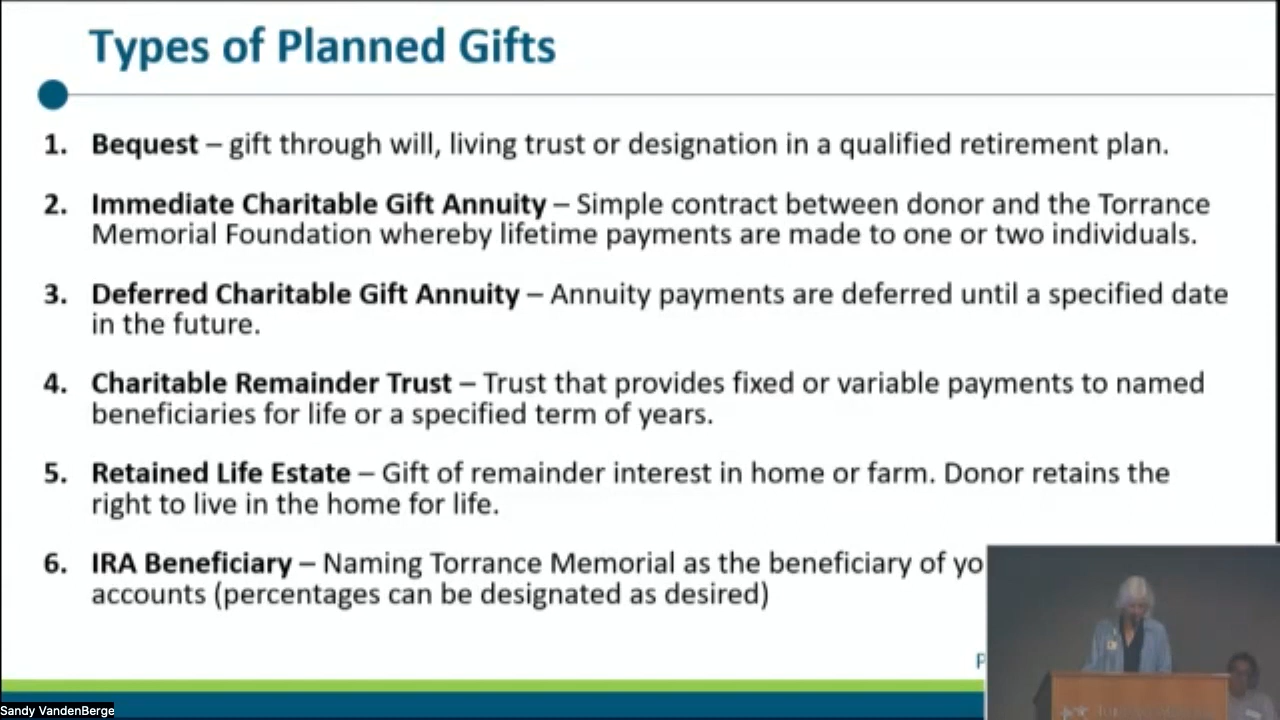 Types of Planned Gifts
1. Bequest – gift through will, living trust or designation in a qualified retirement plan.
2. Immediate Charitable Gift Annuity – Simple contract between donor and the Torrance
Memorial Foundation whereby lifetime payments are made to one or two individuals.
3. Deferred Charitable Gift Annuity – Annuity payments are deferred until a specified date
in the future.
4. Charitable Remainder Trust – Trust that provides fixed or variable payments to named
beneficiaries for life or a specified term of years.
5. Retained Life Estate – Gift of remainder interest in home or farm. Donor retains the
right to live in the home for life.
6. IRA Beneficiary – Naming Torrance Memorial as the beneficiary of yo
accounts (percentages can be designated as desired)
P
Sandy VandenBerge